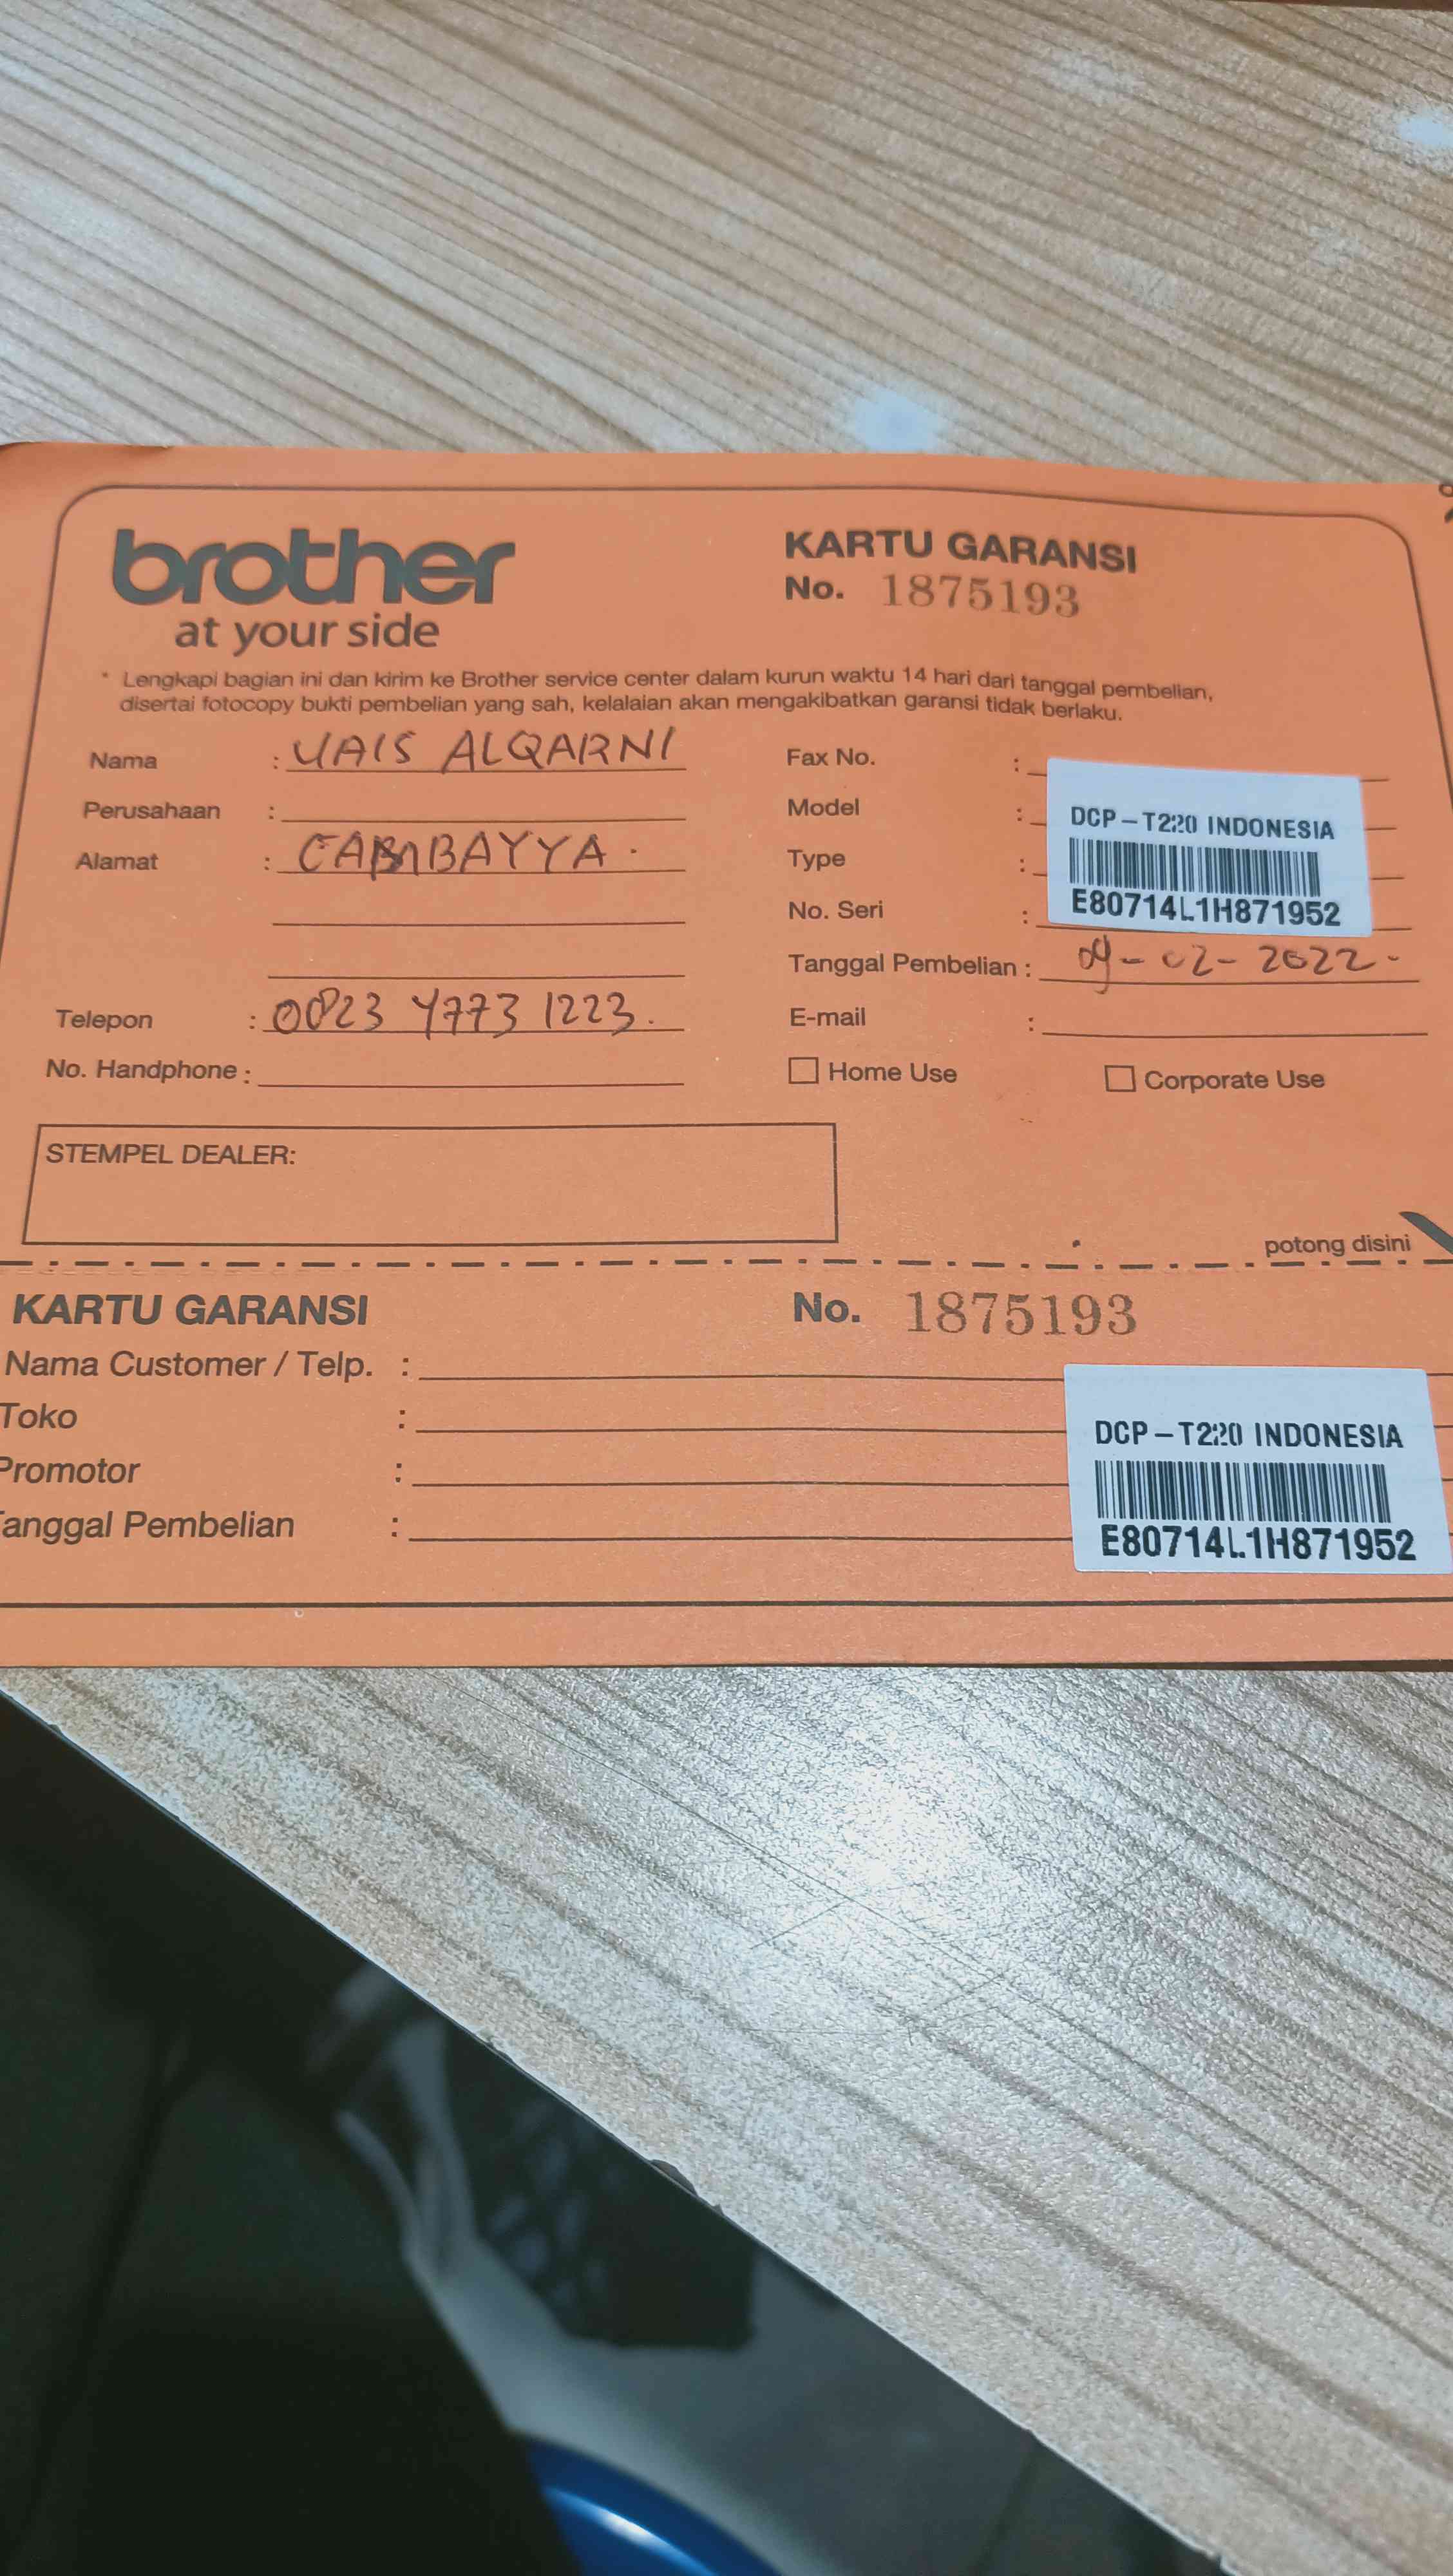 brother
at your side
KARTU GARANSI
No. 1875193
* Lengkapi bagian ini dan kirim ke Brother service center dalam kurun waktu 14 hari dari tanggal pembelian,
disertai fotocopy bukti pembelian yang sah, kelalaian akan mengakibatkan garansi tidak berlaku.
Nama : UAIS ALQARNI
Perusahaan :
Alamat : CAMBAYYA.
Telepon : 0823 4773 1223.
No. Handphone :
Fax No. :
Model :
Type :
No. Seri :
DCP-T220 INDONESIA
E80714L1H871952
Tanggal Pembelian : 09-02-2022-
E-mail :
Home Use
Corporate Use
STEMPEL DEALER:
potong disini
KARTU GARANSI
No. 1875193
Nama Customer / Telp. :
Toko :
Promotor :
Tanggal Pembelian :
DCP-T220 INDONESIA
E80714L1H871952